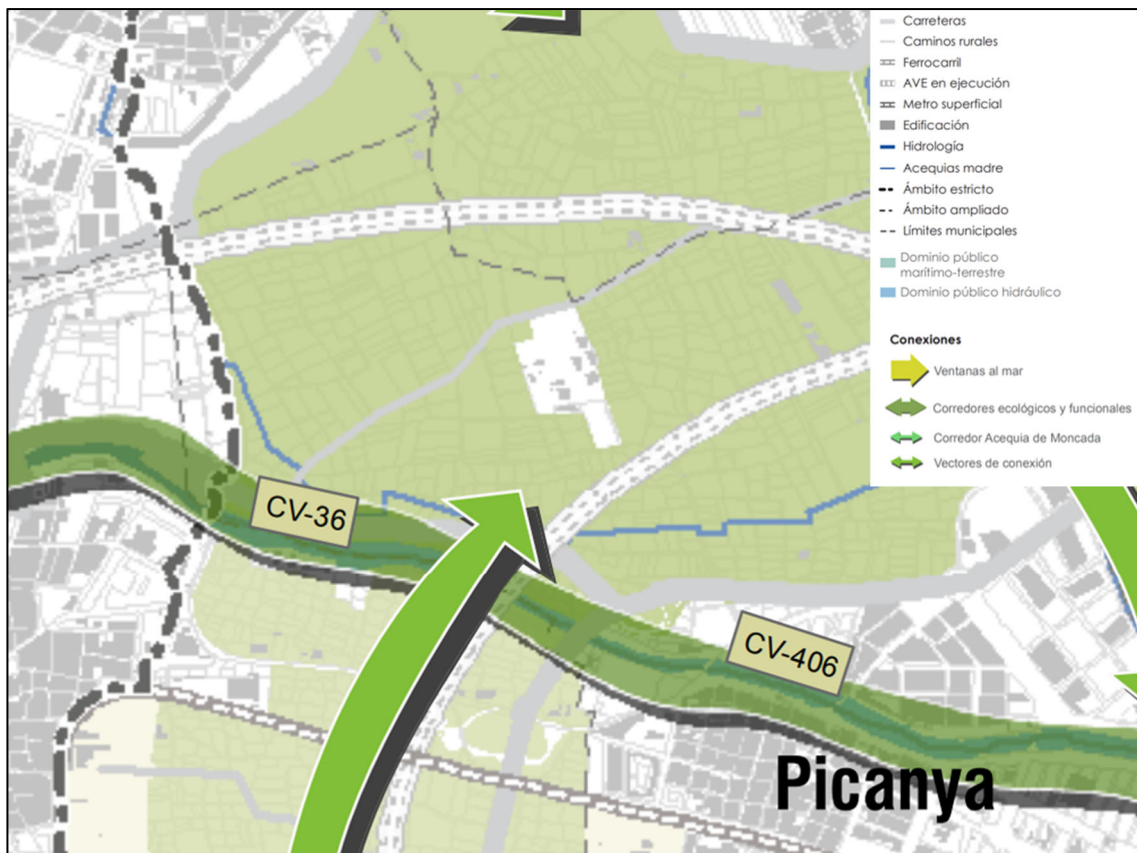 Carreteras
Caminos rurales
Ferrocarril
AVE en ejecución
Metro superficial
Edificación
Hidrología
Acequias madre
Ámbito estricto
Ámbito ampliado
Límites municipales
Dominio público
marítimo-terrestre
Dominio público hidráulico
Conexiones
Ventanas al mar
Corredores ecológicos y funcionales
Corredor Acequia de Moncada
Vectores de conexión
CV-36
CV-406
Picanya